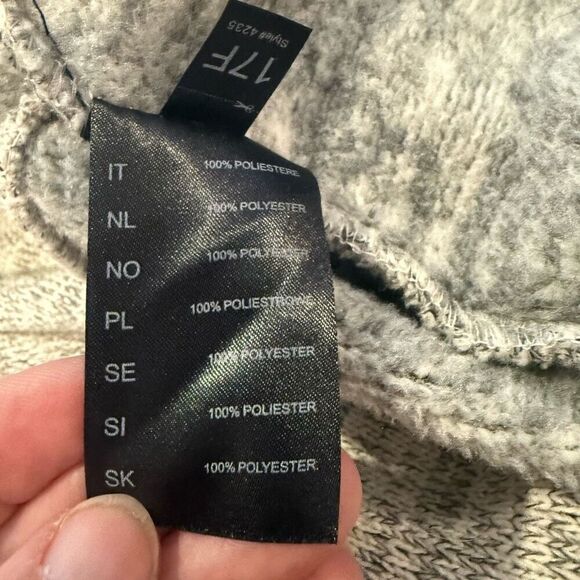 17F
Style# 4235
IT 100% POLIESTERE
NL 100% POLYESTER
NO 100% POLYESTER
PL 100% POLIESTROWE
SE 100% POLYESTER
SI 100% POLIESTER
SK 100% POLYESTER